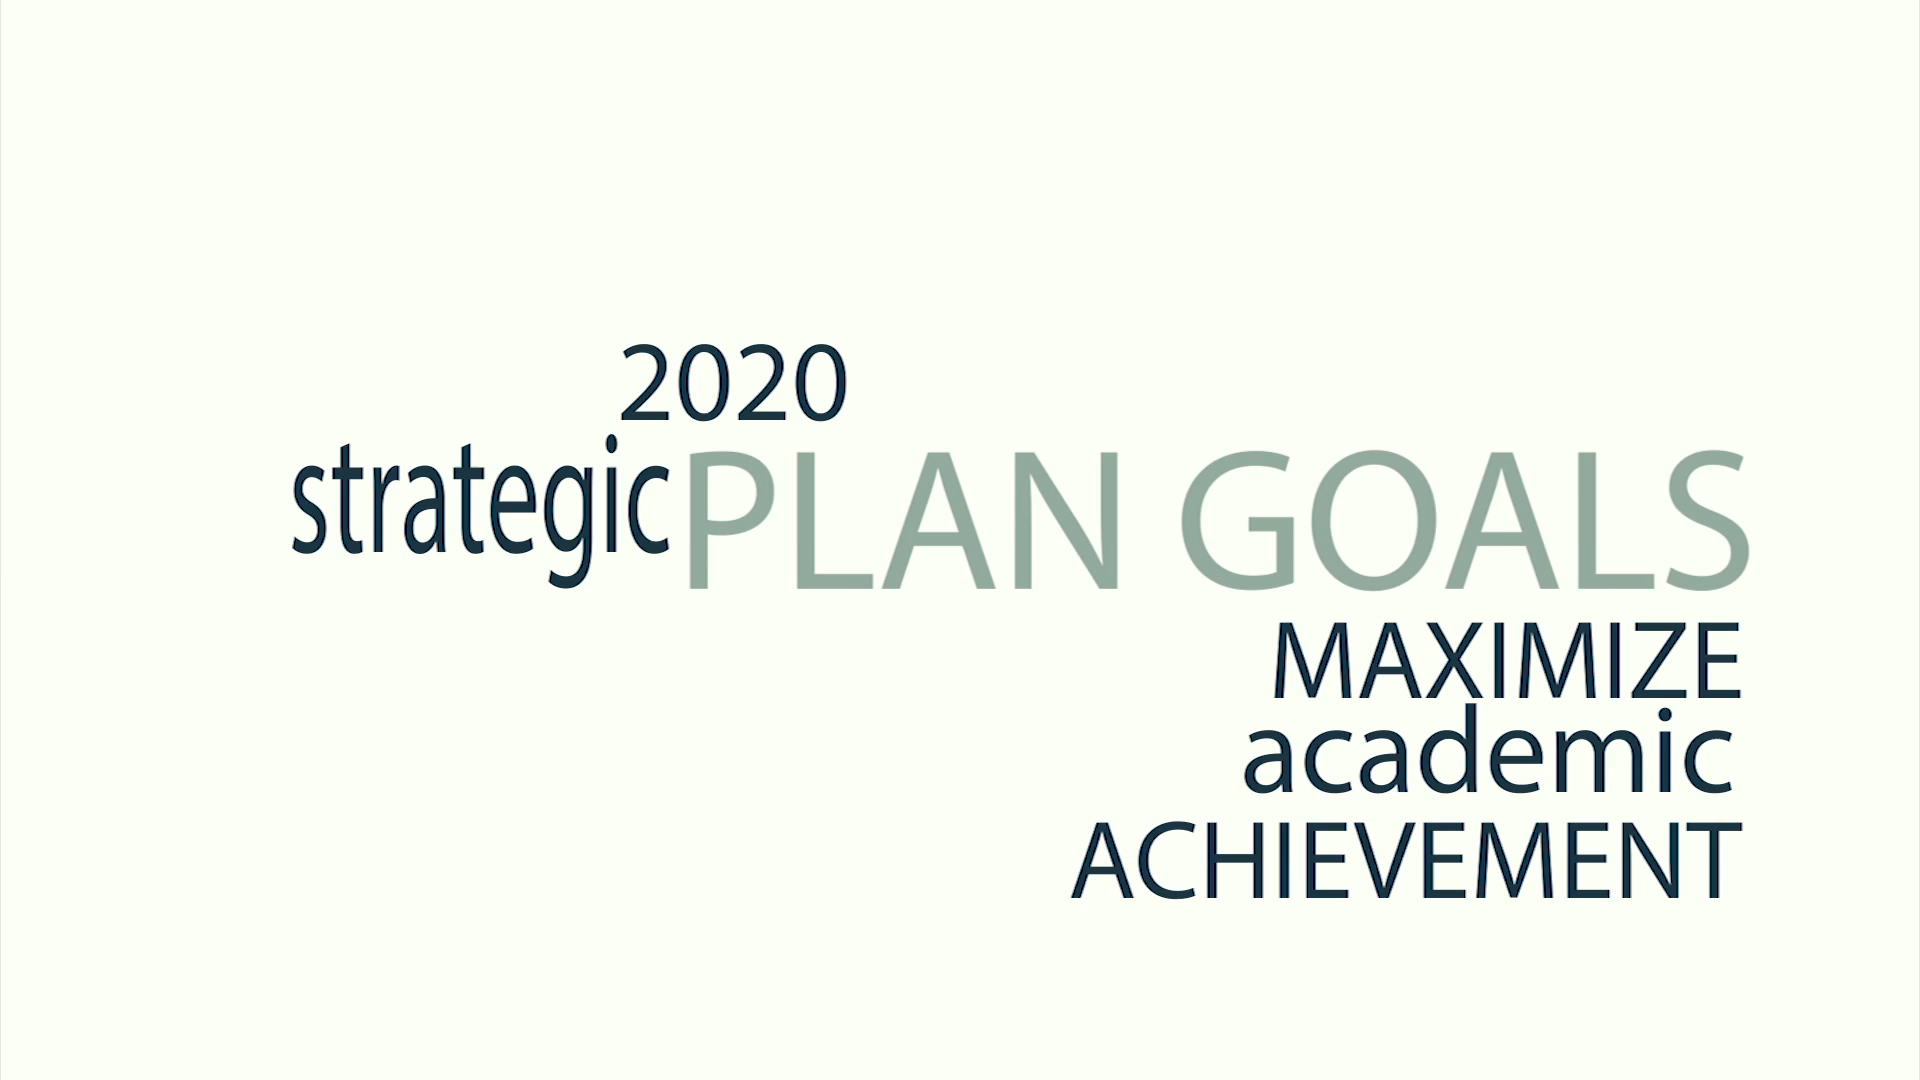 2020
strategic PLAN GOALS
MAXIMIZE
academic
ACHIEVEMENT